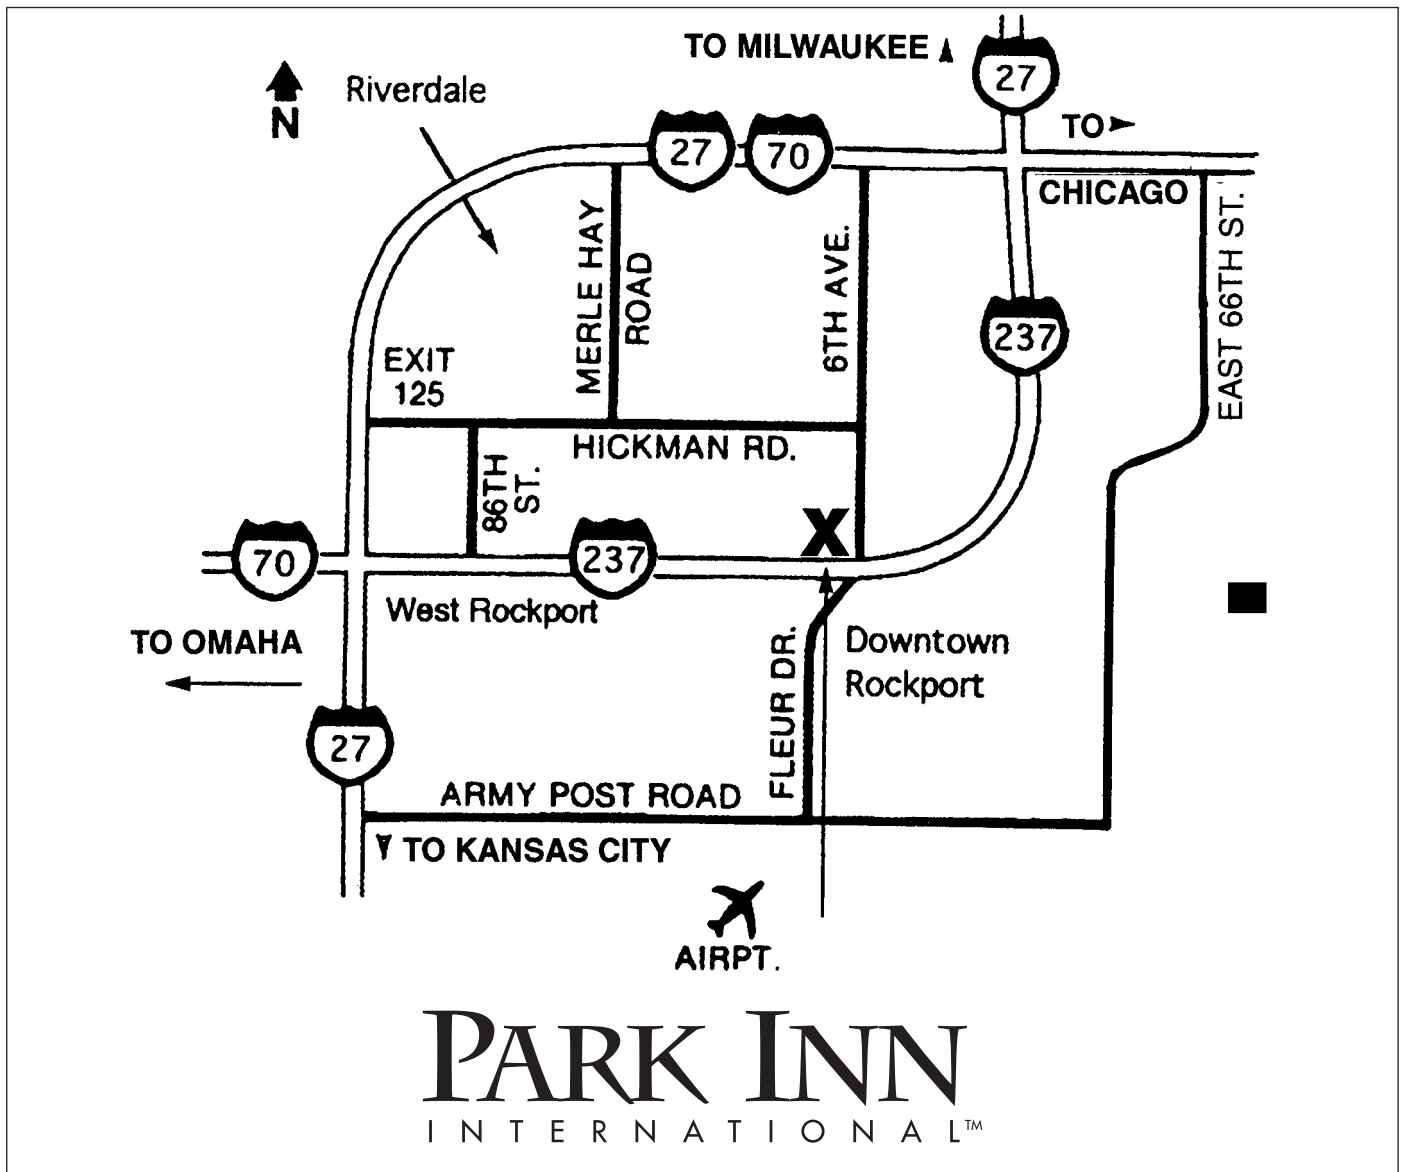 TO MILWAUKEE
27
N
Riverdale
TO
27
70
CHICAGO
MERLE HAY
ROAD
6TH AVE.
EAST 66TH ST.
237
EXIT
125
HICKMAN RD.
86TH
ST.
X
70
237
West Rockport
TO OMAHA
Downtown
Rockport
FLEUR DR.
27
ARMY POST ROAD
TO KANSAS CITY
AIRPT.
PARK INN
INTERNATIONAL™